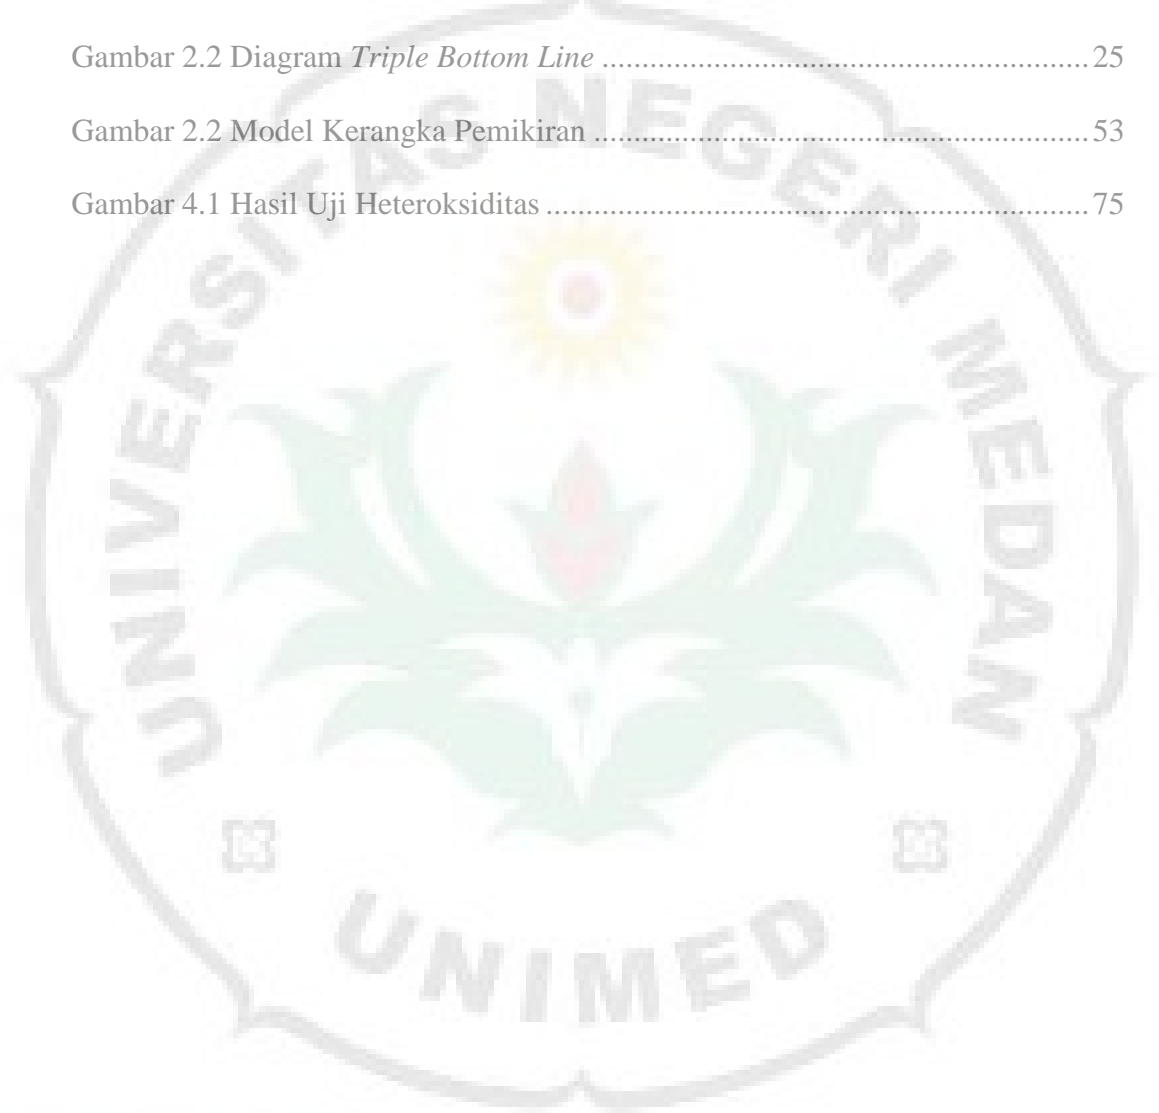 Gambar 2.2 Diagram Triple Bottom Line ............................................................ 25
Gambar 2.2 Model Kerangka Pemikiran ............................................................. 53
Gambar 4.1 Hasil Uji Heteroksiditas ................................................................... 75
UNIVERSITAS NEGERI MEDAN
UNIMED